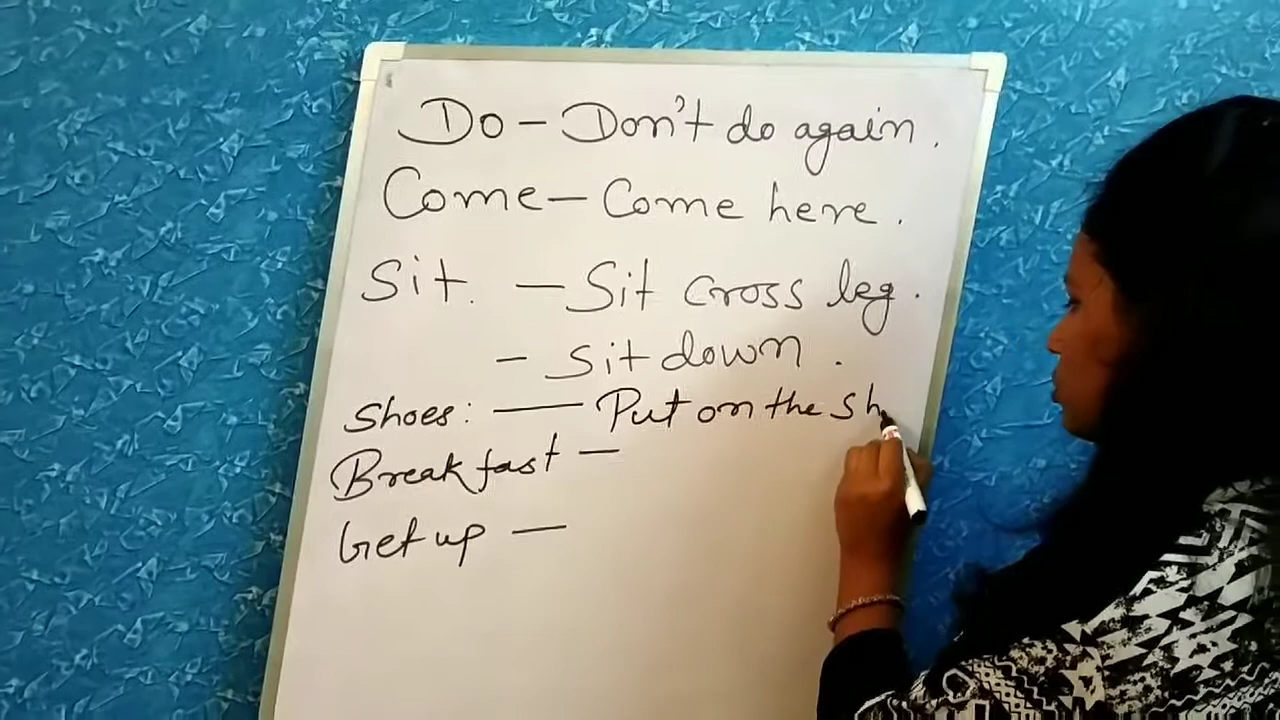 Do - Don't do again.
Come - Come here.
Sit. - Sit cross leg.
- Sit down.
Shoes: - Put on the sh
Breakfast -
Get up -